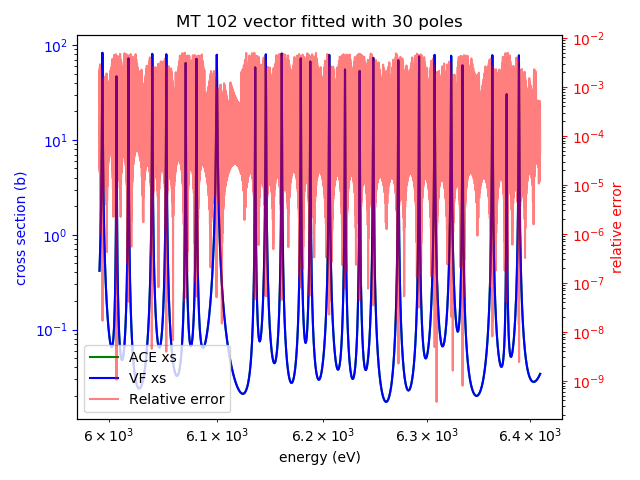 MT 102 vector fitted with 30 poles
cross section (b)
10²
10¹
10⁰
10⁻¹
10⁻²
10⁻³
10⁻⁴
10⁻⁵
10⁻⁶
10⁻⁷
10⁻⁸
10⁻⁹
relative error
ACE xs
VF xs
Relative error
6 × 10³ 6.1 × 10³ 6.2 × 10³ 6.3 × 10³ 6.4 × 10³
energy (eV)